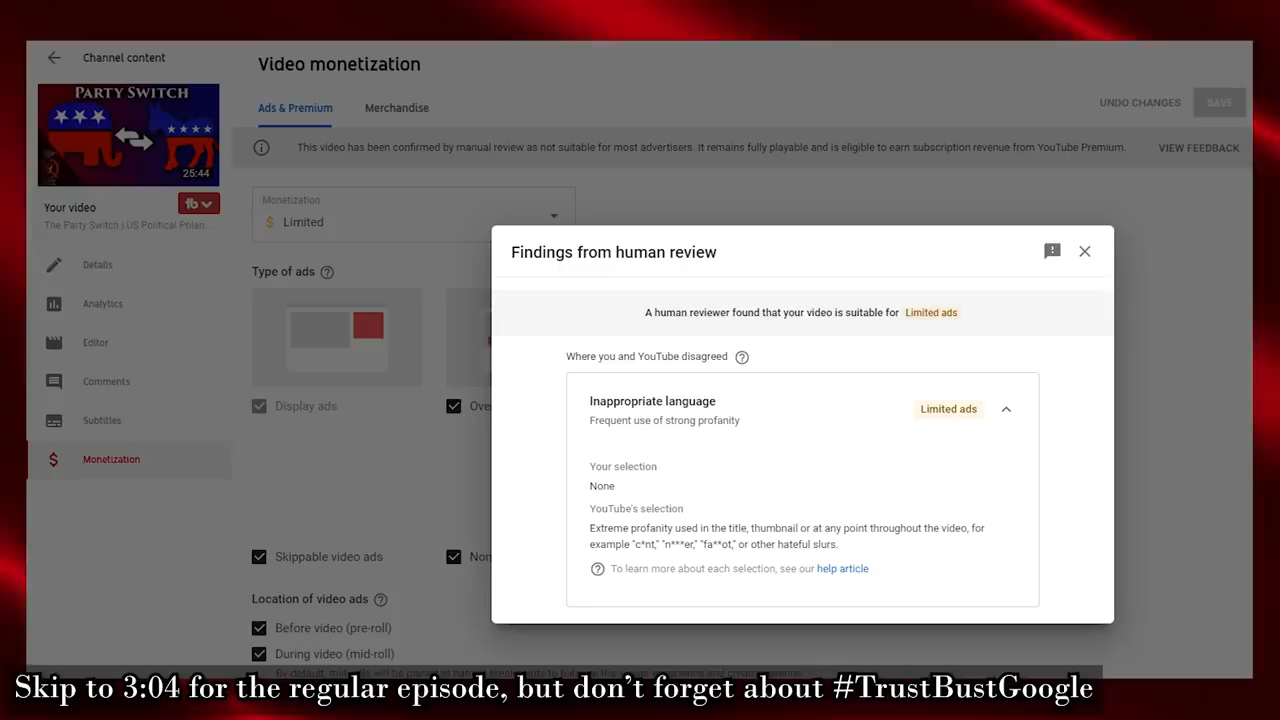 Channel content
Video monetization
PARTY SWITCH
25:44
Ads & Premium
Merchandise
UNDO CHANGES
SAVE
This video has been confirmed by manual review as not suitable for most advertisers. It remains fully playable and is eligible to earn subscription revenue from YouTube Premium.
VIEW FEEDBACK
Your video
tb
The Party Switch | US Political Polari...
Monetization
$ Limited
Details
Analytics
Editor
Comments
Subtitles
$ Monetization
Type of ads
Display ads
Ove
Skippable video ads
Non
Location of video ads
Before video (pre-roll)
During video (mid-roll)
Findings from human review
A human reviewer found that your video is suitable for Limited ads
Where you and YouTube disagreed
Inappropriate language
Frequent use of strong profanity
Limited ads
Your selection
None
YouTube's selection
Extreme profanity used in the title, thumbnail or at any point throughout the video, for
example "c*nt," "n***er," "fa**ot," or other hateful slurs.
To learn more about each selection, see our help article
Skip to 3:04 for the regular episode, but don't forget about #TrustBustGoogle